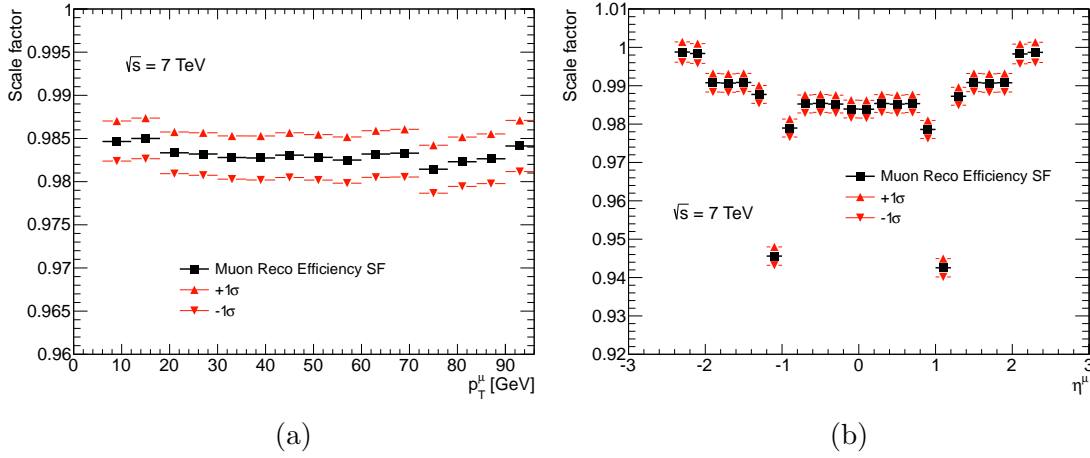 Scale factor
1
0.995
0.99
0.985
0.98
0.975
0.97
0.965
0.96
√s = 7 TeV
Muon Reco Efficiency SF
+1σ
-1σ
0 10 20 30 40 50 60 70 80 90
p_T^μ [GeV]
(a)
Scale factor
1.01
1
0.99
0.98
0.97
0.96
0.95
0.94
0.93
0.92
Muon Reco Efficiency SF
+1σ
-1σ
√s = 7 TeV
-3 -2 -1 0 1 2 3
η^μ
(b)